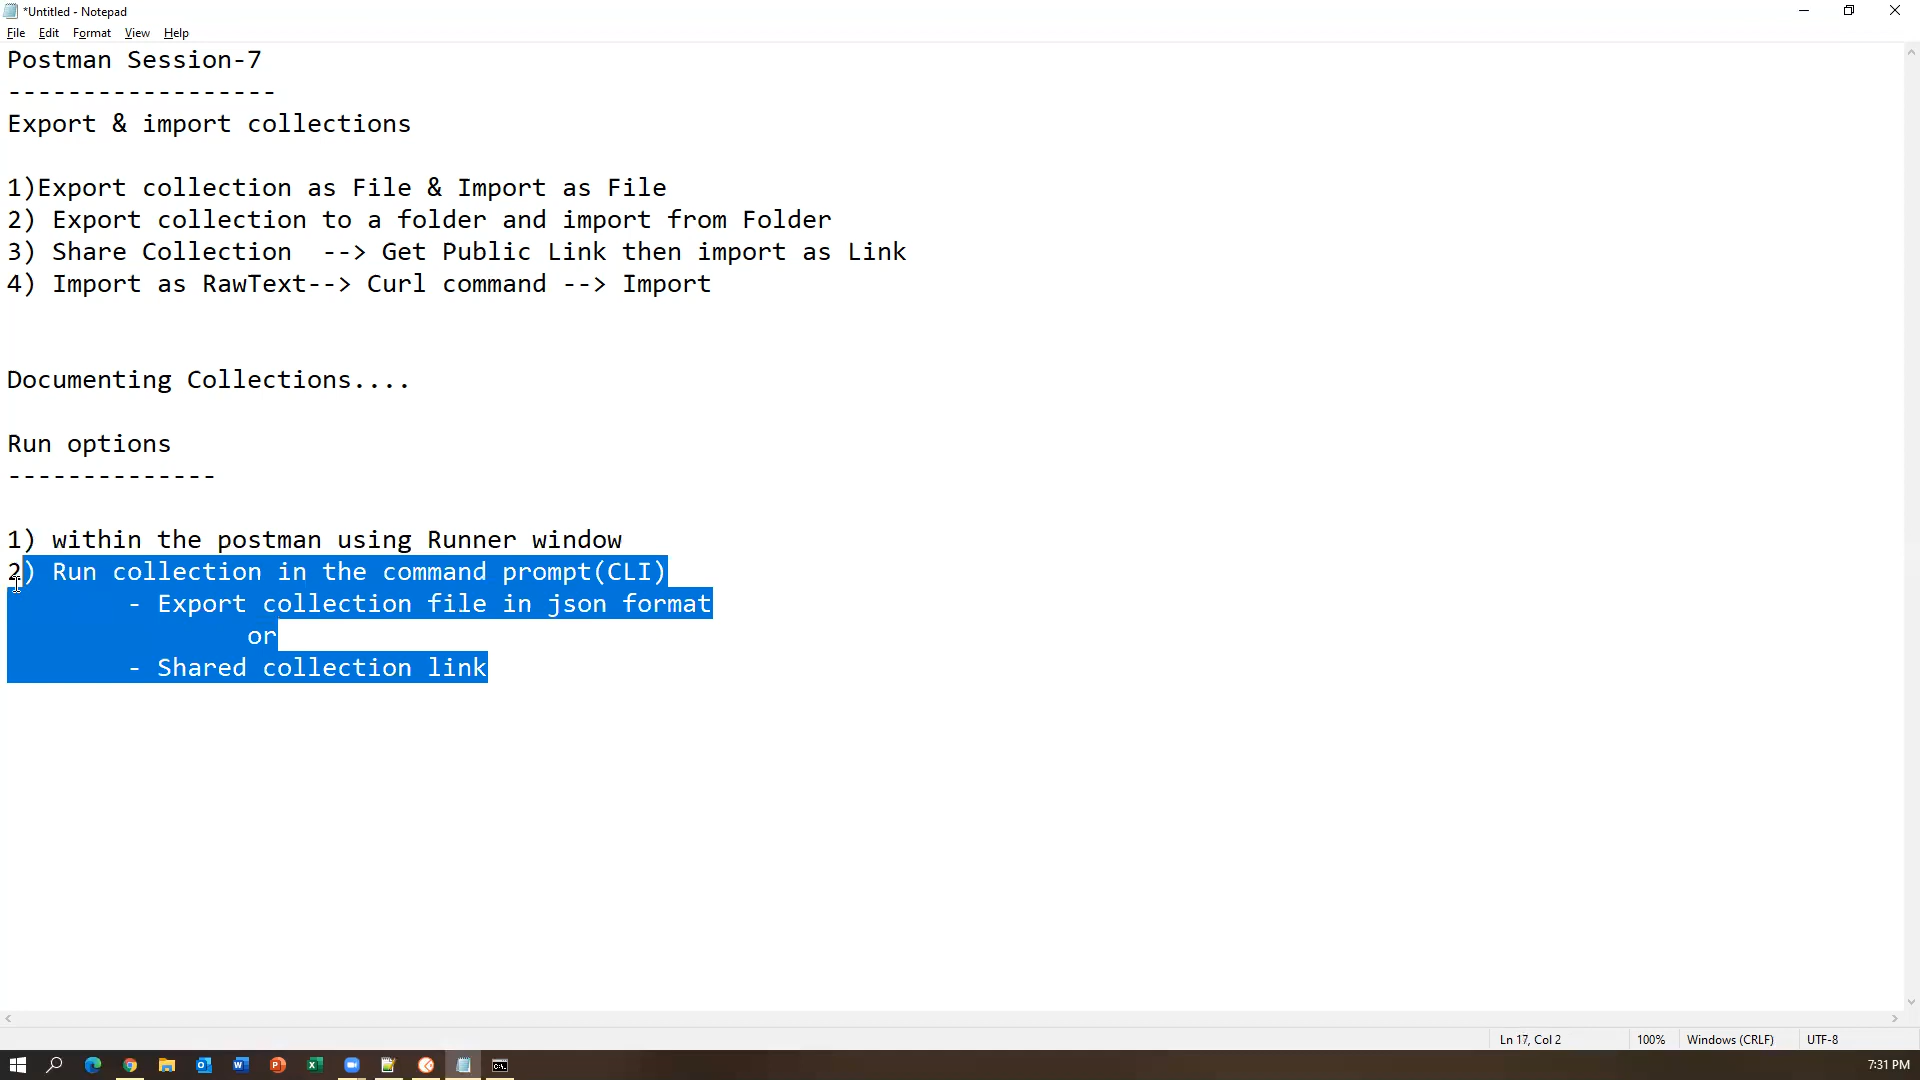 *Untitled - Notepad
File Edit Format View Help
Postman Session-7
------------------
Export & import collections
1)Export collection as File & Import as File
2) Export collection to a folder and import from Folder
3) Share Collection  --> Get Public Link then import as Link
4) Import as RawText--> Curl command --> Import
Documenting Collections....
Run options
--------------
1) within the postman using Runner window
2) Run collection in the command prompt(CLI)
- Export collection file in json format
or
- Shared collection link
Ln 17, Col 2 100% Windows (CRLF) UTF-8
7:31 PM